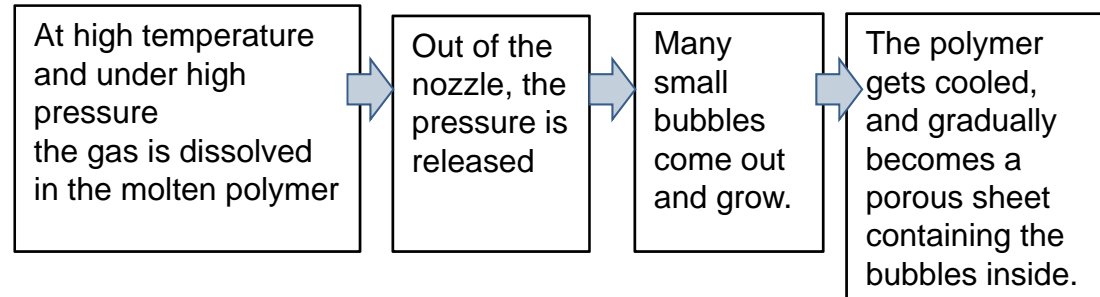 At high temperature
and under high
pressure
the gas is dissolved
in the molten polymer
Out of the
nozzle, the
pressure is
released
Many
small
bubbles
come out
and grow.
The polymer
gets cooled,
and gradually
becomes a
porous sheet
containing the
bubbles inside.